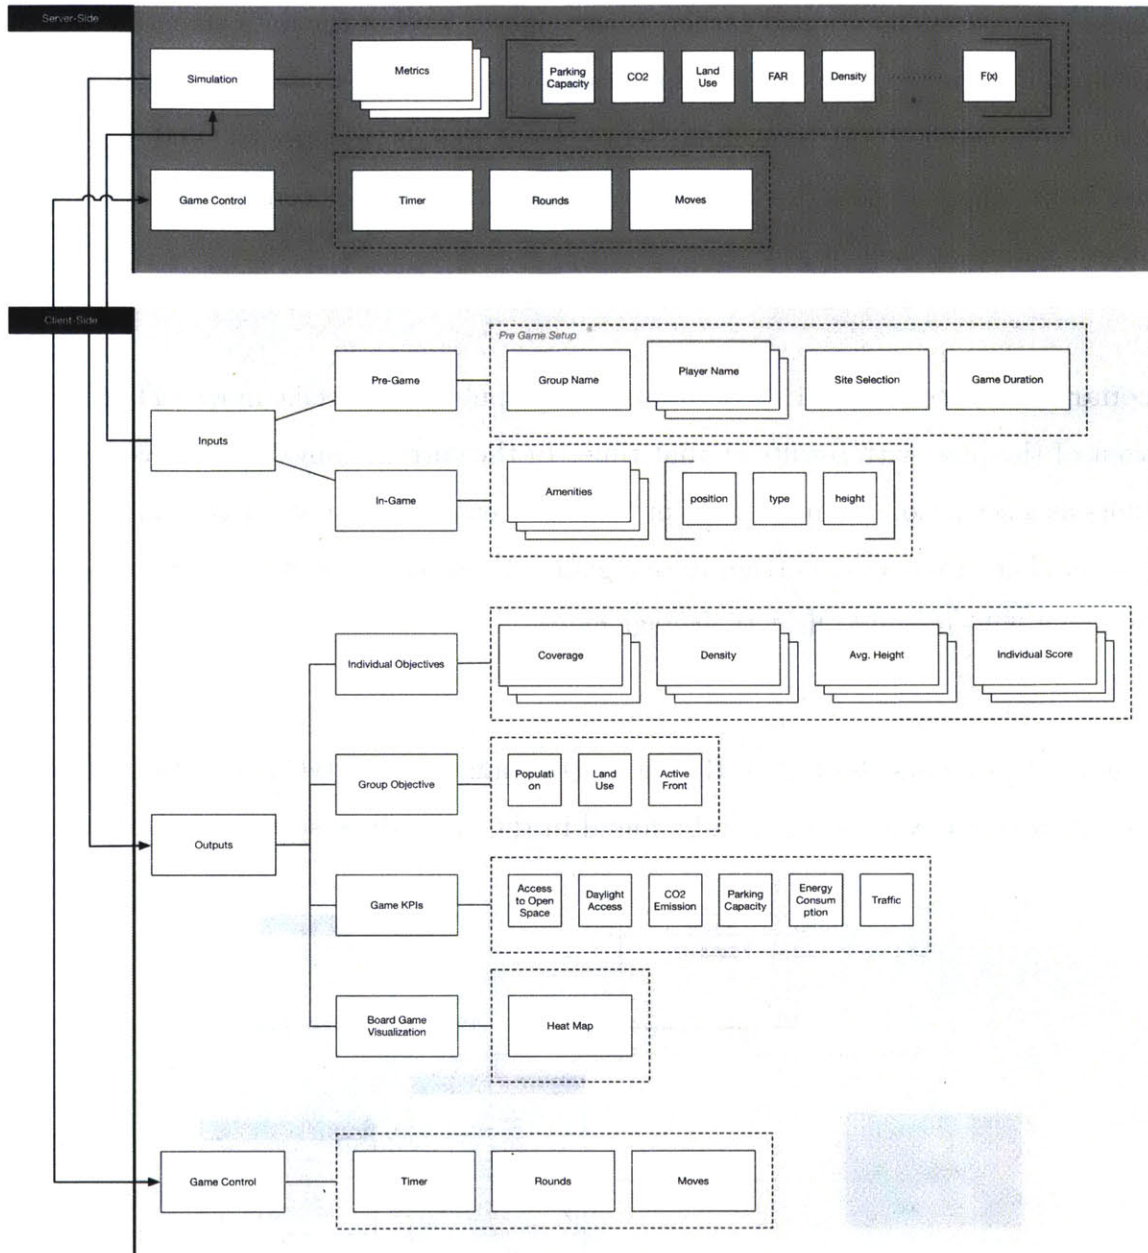 Server-Side
Simulation
Metrics
Parking
Capacity
CO2
Land
Use
FAR
Density
F(x)
Game Control
Timer
Rounds
Moves
Client-Side
Pre Game Setup
Pre-Game
Group Name
Player Name
Site Selection
Game Duration
Inputs
In-Game
Amenities
position
type
height
Individual Objectives
Coverage
Density
Avg. Height
Individual Score
Group Objective
Populati
on
Land
Use
Active
Front
Outputs
Game KPIs
Access
to Open
Space
Daylight
Access
CO2
Emission
Parking
Capacity
Energy
Consum
ption
Traffic
Board Game
Visualization
Heat Map
Game Control
Timer
Rounds
Moves